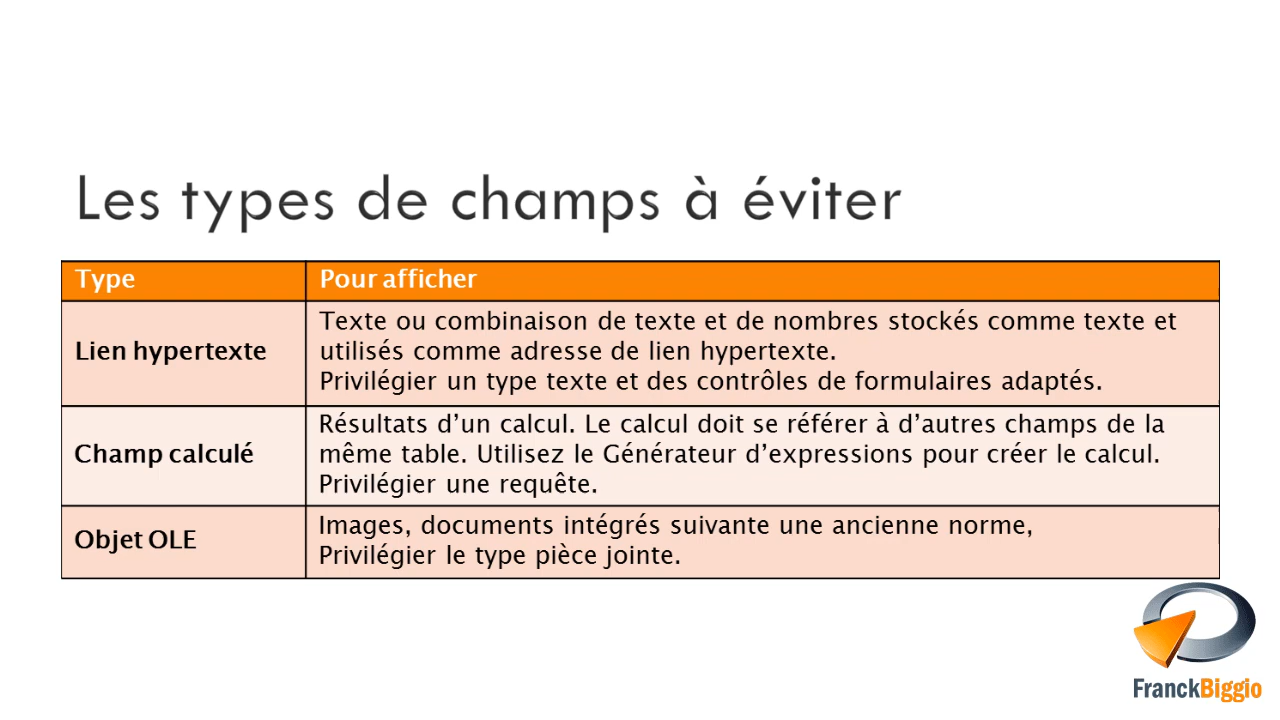 Les types de champs à éviter
Type
Pour afficher
Lien hypertexte
Texte ou combinaison de texte et de nombres stockés comme texte et
utilisés comme adresse de lien hypertexte.
Privilégier un type texte et des contrôles de formulaires adaptés.
Champ calculé
Résultats d’un calcul. Le calcul doit se référer à d’autres champs de la
même table. Utilisez le Générateur d’expressions pour créer le calcul.
Privilégier une requête.
Objet OLE
Images, documents intégrés suivante une ancienne norme,
Privilégier le type pièce jointe.
FranckBiggio